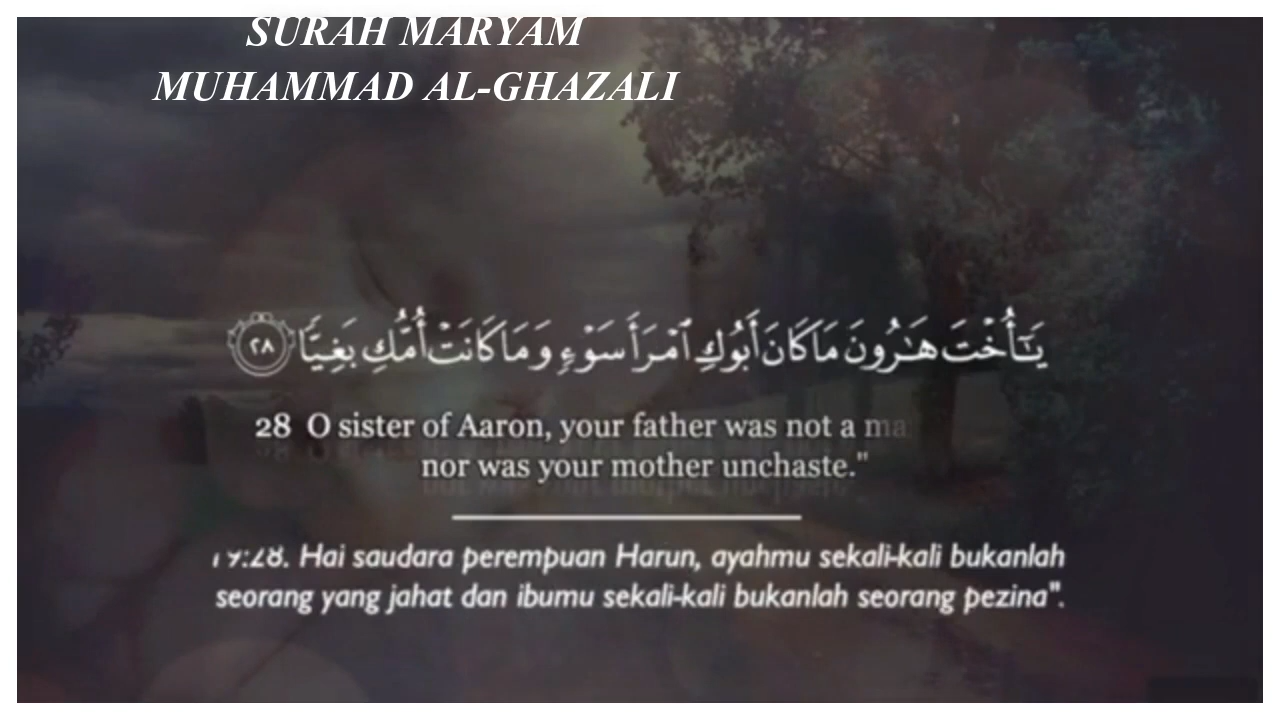 SURAH MARYAM
MUHAMMAD AL-GHAZALI
يَـٰٓأُخْتَ هَـٰرُونَ مَا كَانَ أَبُوكِ ٱمْرَأَ سَوْءٍ وَمَا كَانَتْ أُمُّكِ بَغِيًّا ٢٨
28 O sister of Aaron, your father was not a
nor was your mother unchaste."
19:28. Hai saudara perempuan Harun, ayahmu sekali-kali bukanlah
seorang yang jahat dan ibumu sekali-kali bukanlah seorang pezina".